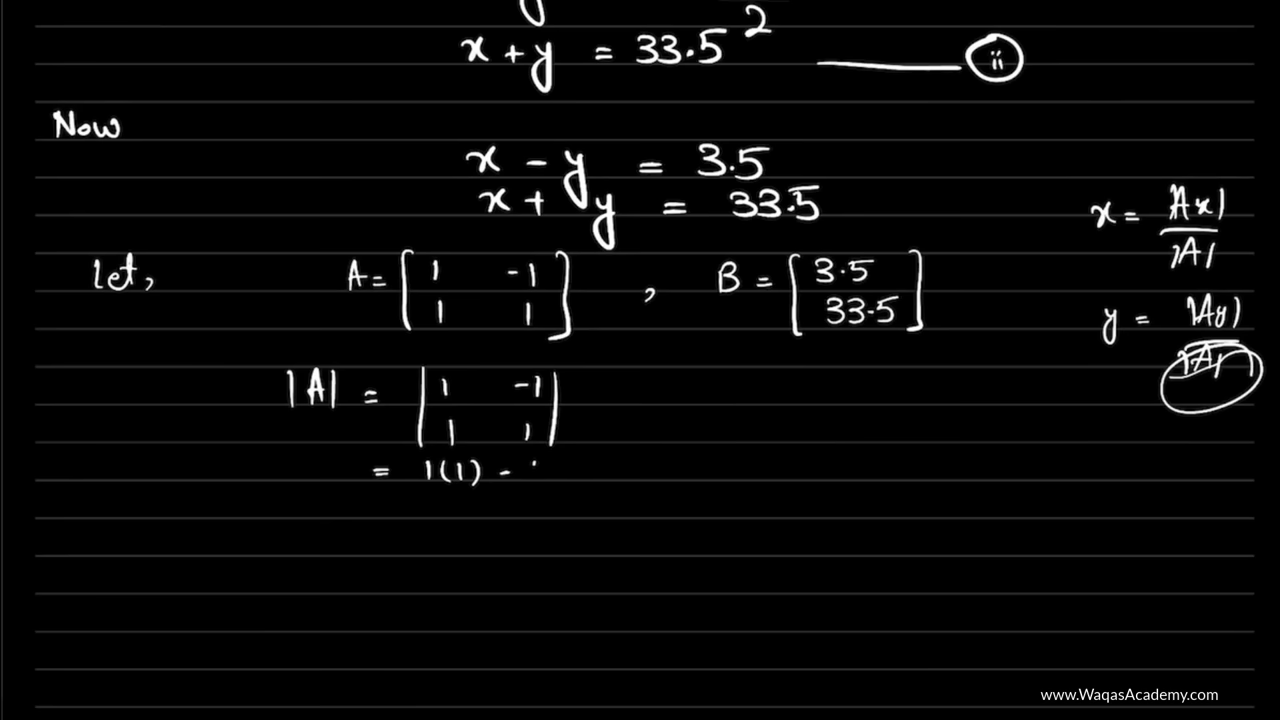 x + y = 33.5 2 ——— ii
Now
x - y = 3.5
x + y = 33.5
x = |Ax| / |A|
let, A = [ 1 -1 , B = [ 3.5
1 1 ] 33.5 ]
y = |Ay| / |A|
|A| = | 1 -1
1 1 |
= 1(1) -
www.WaqasAcademy.com